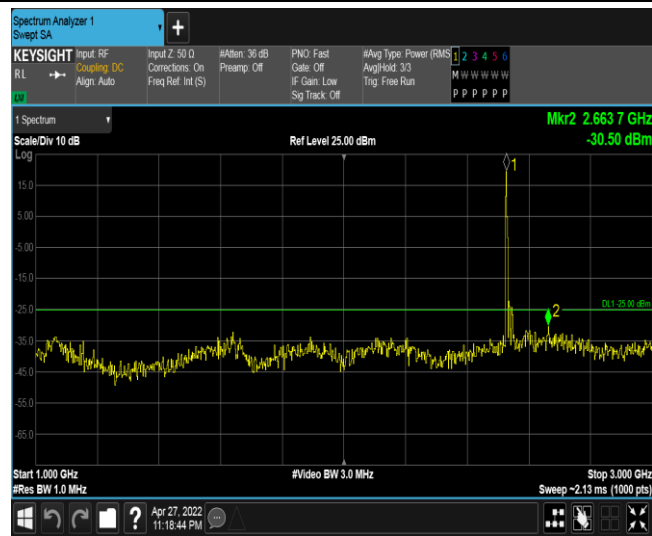 Spectrum Analyzer 1
Swept SA
+
KEYSIGHT Input: RF Input Z: 50 Ω #Atten: 36 dB PNO: Fast #Avg Type: Power (RMS 1 2 3 4 5 6
RL Coupling: DC Corrections: On Preamp: Off Gate: Off Avg|Hold: 3/3 M W W W W W
Align: Auto Freq Ref: Int (S) IF Gain: Low Trig: Free Run
Sig Track: Off P P P P P P
1 Spectrum Mkr2 2.663 7 GHz
Scale/Div 10 dB Ref Level 25.00 dBm -30.50 dBm
Log
1
15.0
5.00
-5.00
-15.0
-25.0
2
DL1 -25.00 dBm
-35.0
-45.0
-55.0
-65.0
Start 1.000 GHz #Video BW 3.0 MHz Stop 3.000 GHz
#Res BW 1.0 MHz Sweep ~2.13 ms (1000 pts)
? Apr 27, 2022
11:18:44 PM